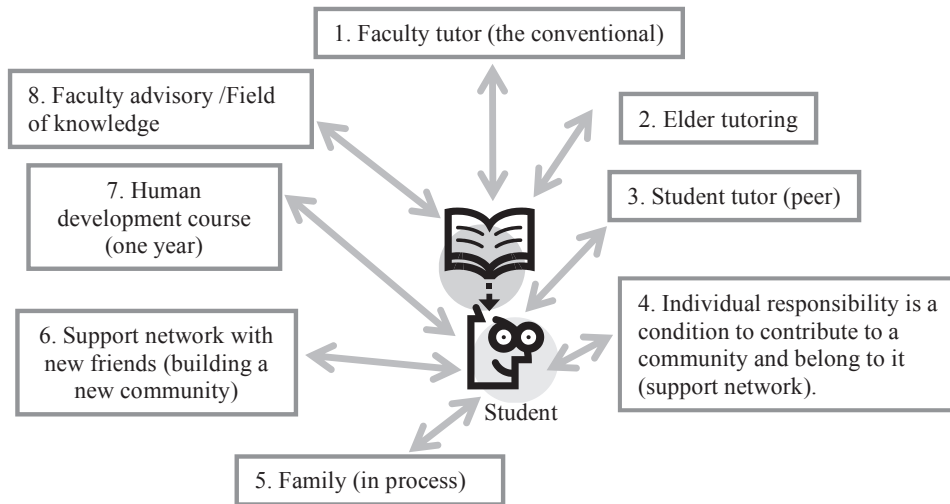 1. Faculty tutor (the conventional)
2. Elder tutoring
3. Student tutor (peer)
4. Individual responsibility is a
condition to contribute to a
community and belong to it
(support network).
5. Family (in process)
6. Support network with
new friends (building a
new community)
7. Human
development course
(one year)
8. Faculty advisory /Field
of knowledge
Student